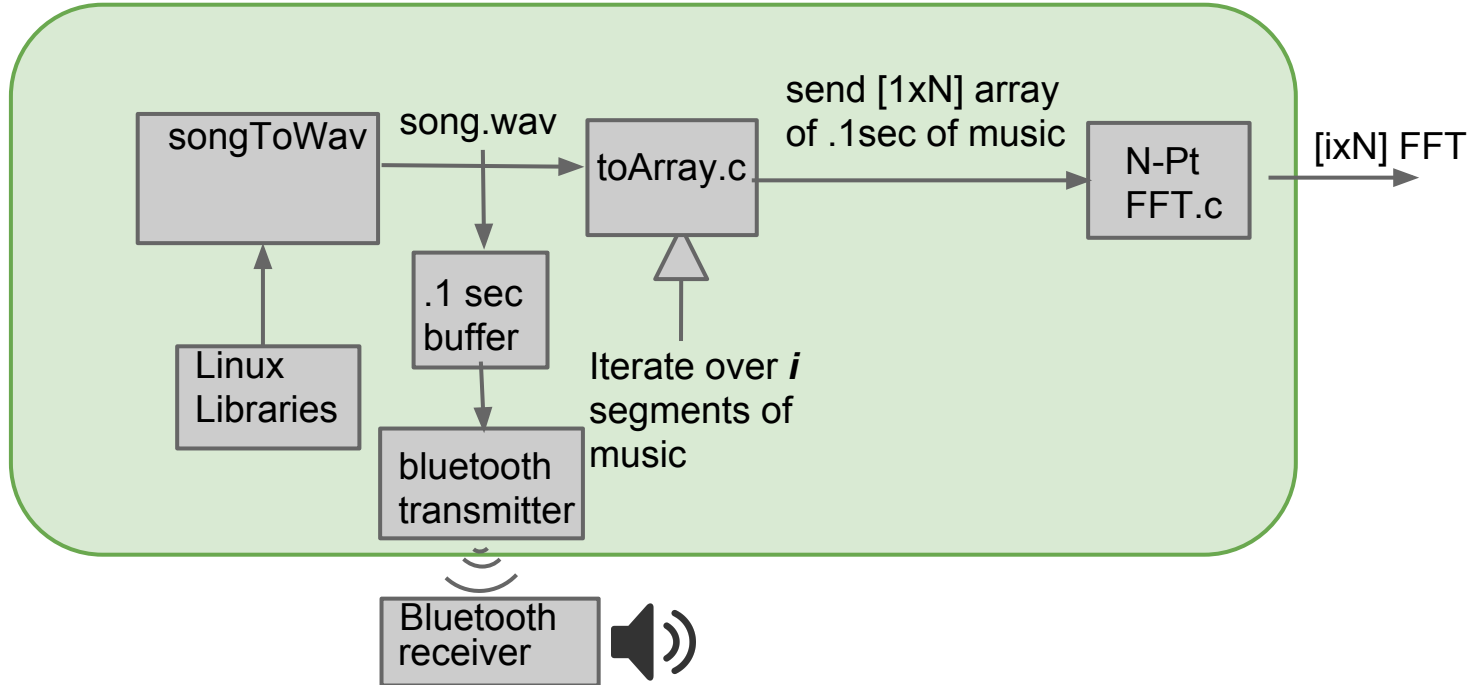 songToWav
song.wav
toArray.c
send [1xN] array
of .1sec of music
N-Pt
FFT.c
[ixN] FFT
.1 sec
buffer
Linux
Libraries
Iterate over i
segments of
music
bluetooth
transmitter
Bluetooth
receiver